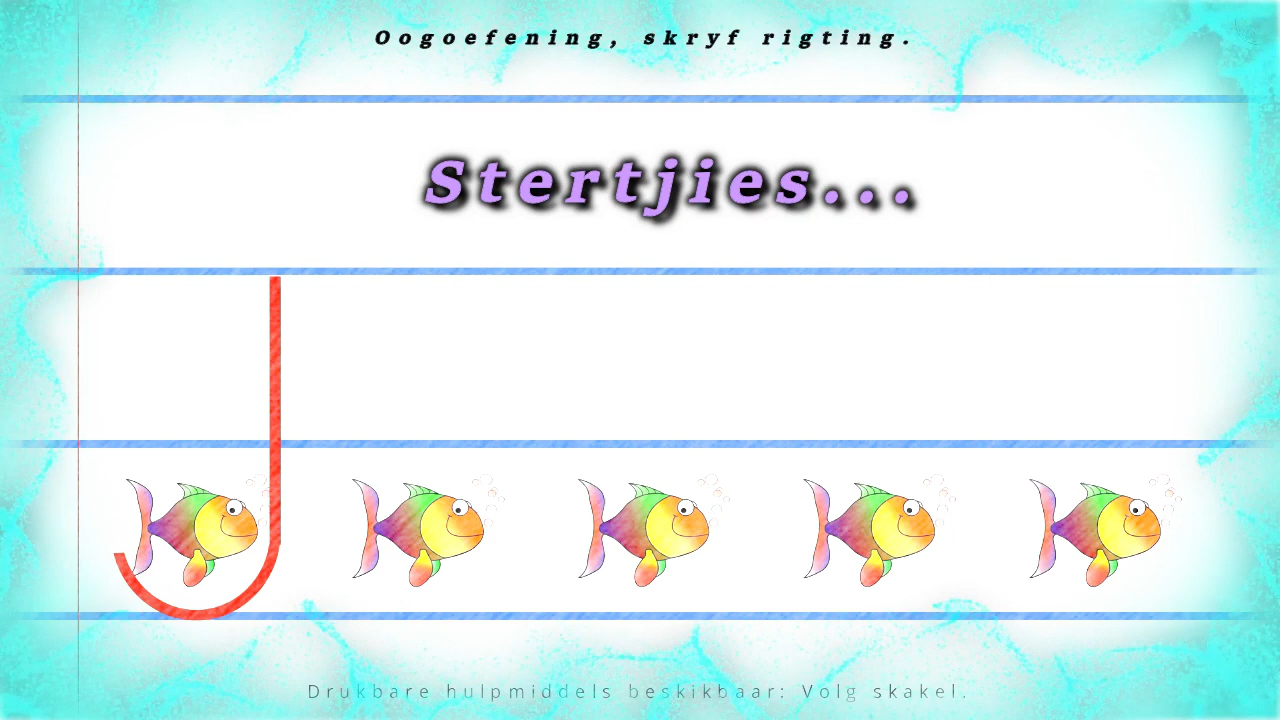 Oogoefening, skryf rigting.
Stertjies...
Drukbare hulpmiddels beskikbaar: Volg skakel.